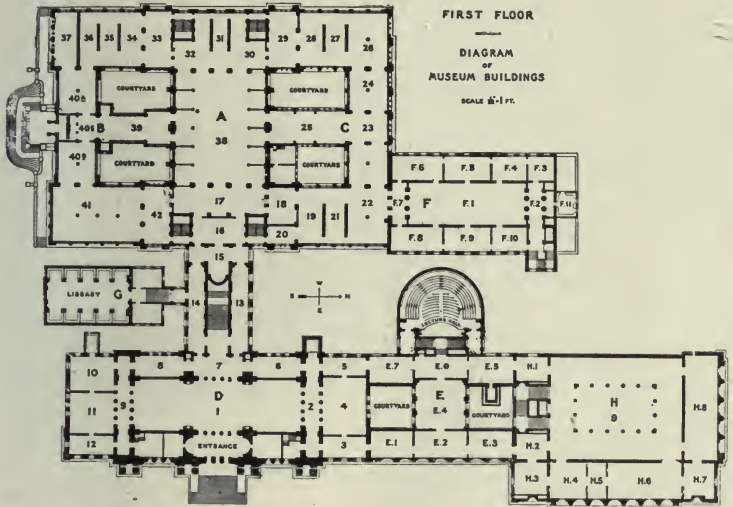 FIRST FLOOR
DIAGRAM
OF
MUSEUM BUILDINGS
37 36 35 34 33 32 31 30 29 28 27 26
COURTYARD
COURTYARD
24
A
40A
B
39
38
25
C
23
COURTYARD
COURTYARD
41
42
17
16
18
19
21
22
20
F.6 F.5 F.4 F.3
F.7 F F.1 F.2 F.11
F.8 F.9 F.10
15
14
13
LIBRARY G
S W N E
LECTURE HALL
10
8
7
6
5
E.7 E.6 E.5 H.1
11
9
D
1
2
4
COURTYARD
E
E.4
COURTYARD
H
9
H.8
12
ENTRANCE
3
E.1 E.2 E.3 H.2
H.3 H.4 H.5 H.6 H.7